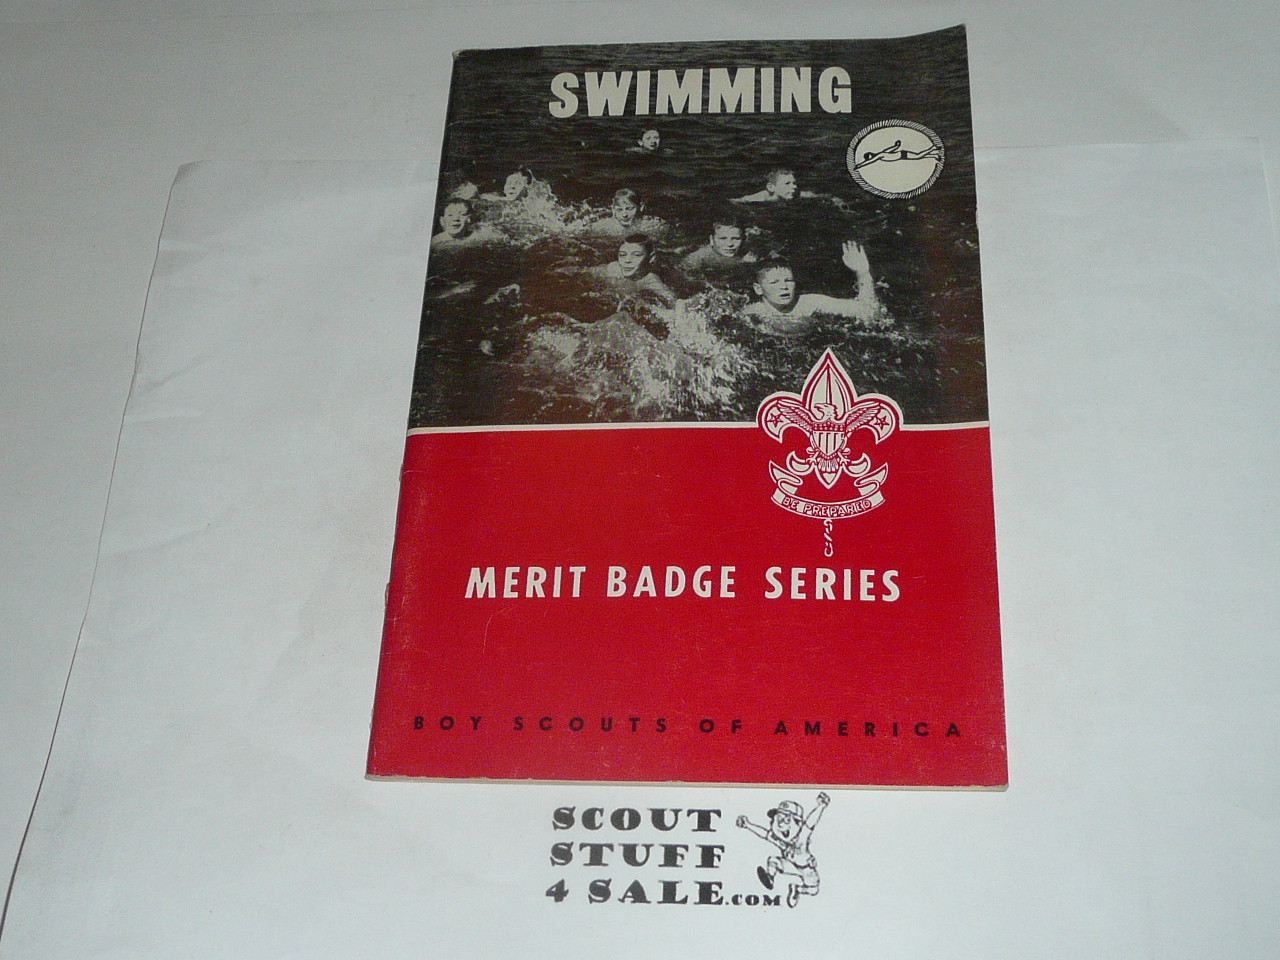 SWIMMING
BE PREPARED
MERIT BADGE SERIES
BOY SCOUTS OF AMERICA
SCOUT
STUFF
4 SALE.COM